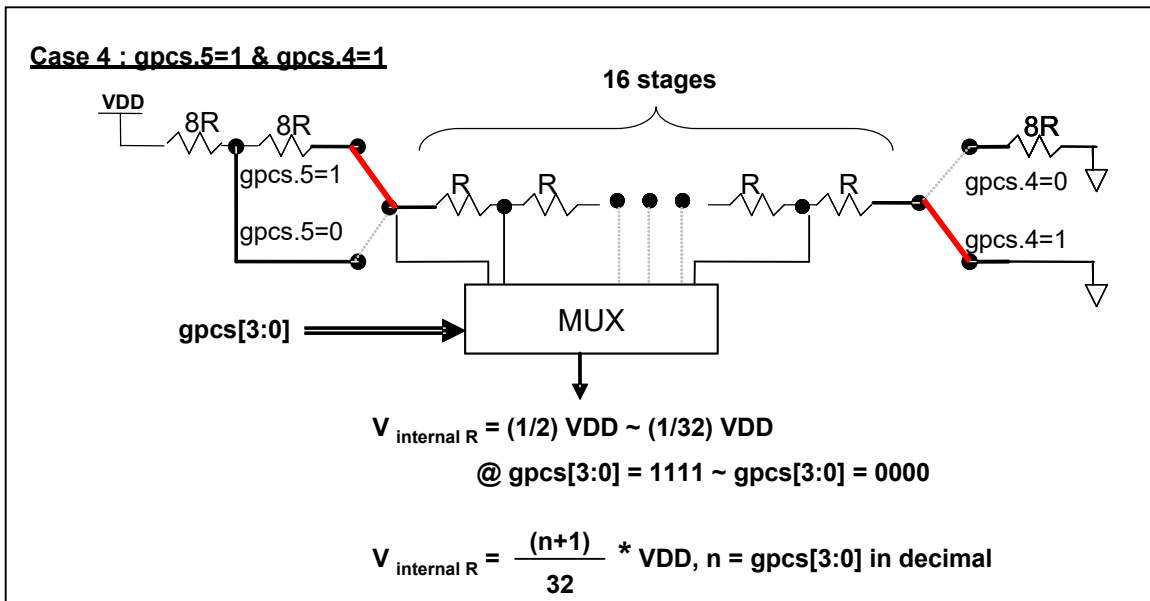 Case 4 : gpcs.5=1 & gpcs.4=1
16 stages
VDD
8R
8R
8R
gpcs.5=1
gpcs.4=0
R
R
R
R
gpcs.5=0
gpcs.4=1
MUX
gpcs[3:0]
V internal R = (1/2) VDD ~ (1/32) VDD
@ gpcs[3:0] = 1111 ~ gpcs[3:0] = 0000
V internal R = (n+1) / 32 * VDD, n = gpcs[3:0] in decimal